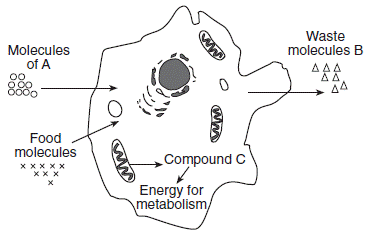 Molecules
of A
Waste
molecules B
Food
molecules
Compound C
Energy for
metabolism